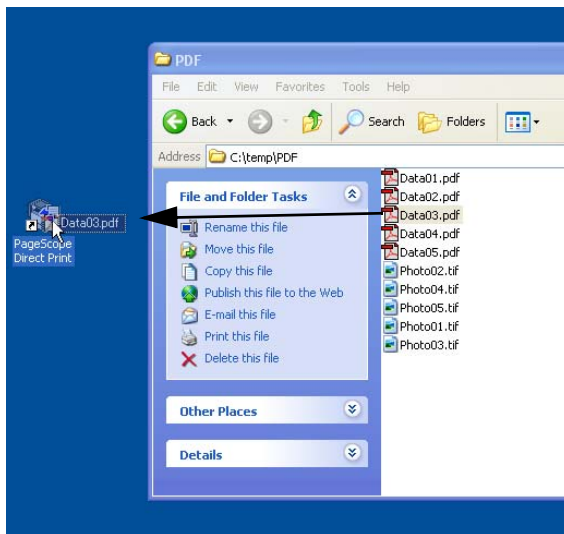 PDF
File Edit View Favorites Tools Help
Back Search Folders
Address C:\temp\PDF
File and Folder Tasks
Rename this file
Move this file
Copy this file
Publish this file to the Web
E-mail this file
Print this file
Delete this file
Other Places
Details
Data01.pdf
Data02.pdf
Data03.pdf
Data04.pdf
Data05.pdf
Photo02.tif
Photo04.tif
Photo05.tif
Photo01.tif
Photo03.tif
Data03.pdf
PageScope
Direct Print